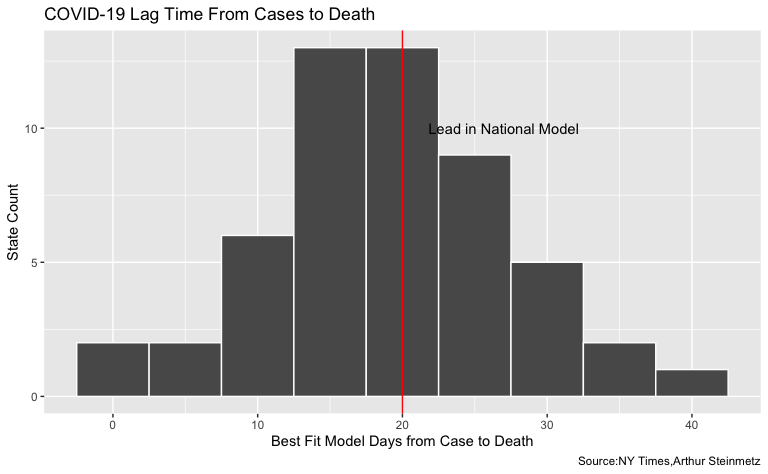 COVID-19 Lag Time From Cases to Death
State Count
10
5
0
Lead in National Model
0 10 20 30 40
Best Fit Model Days from Case to Death
Source:NY Times,Arthur Steinmetz